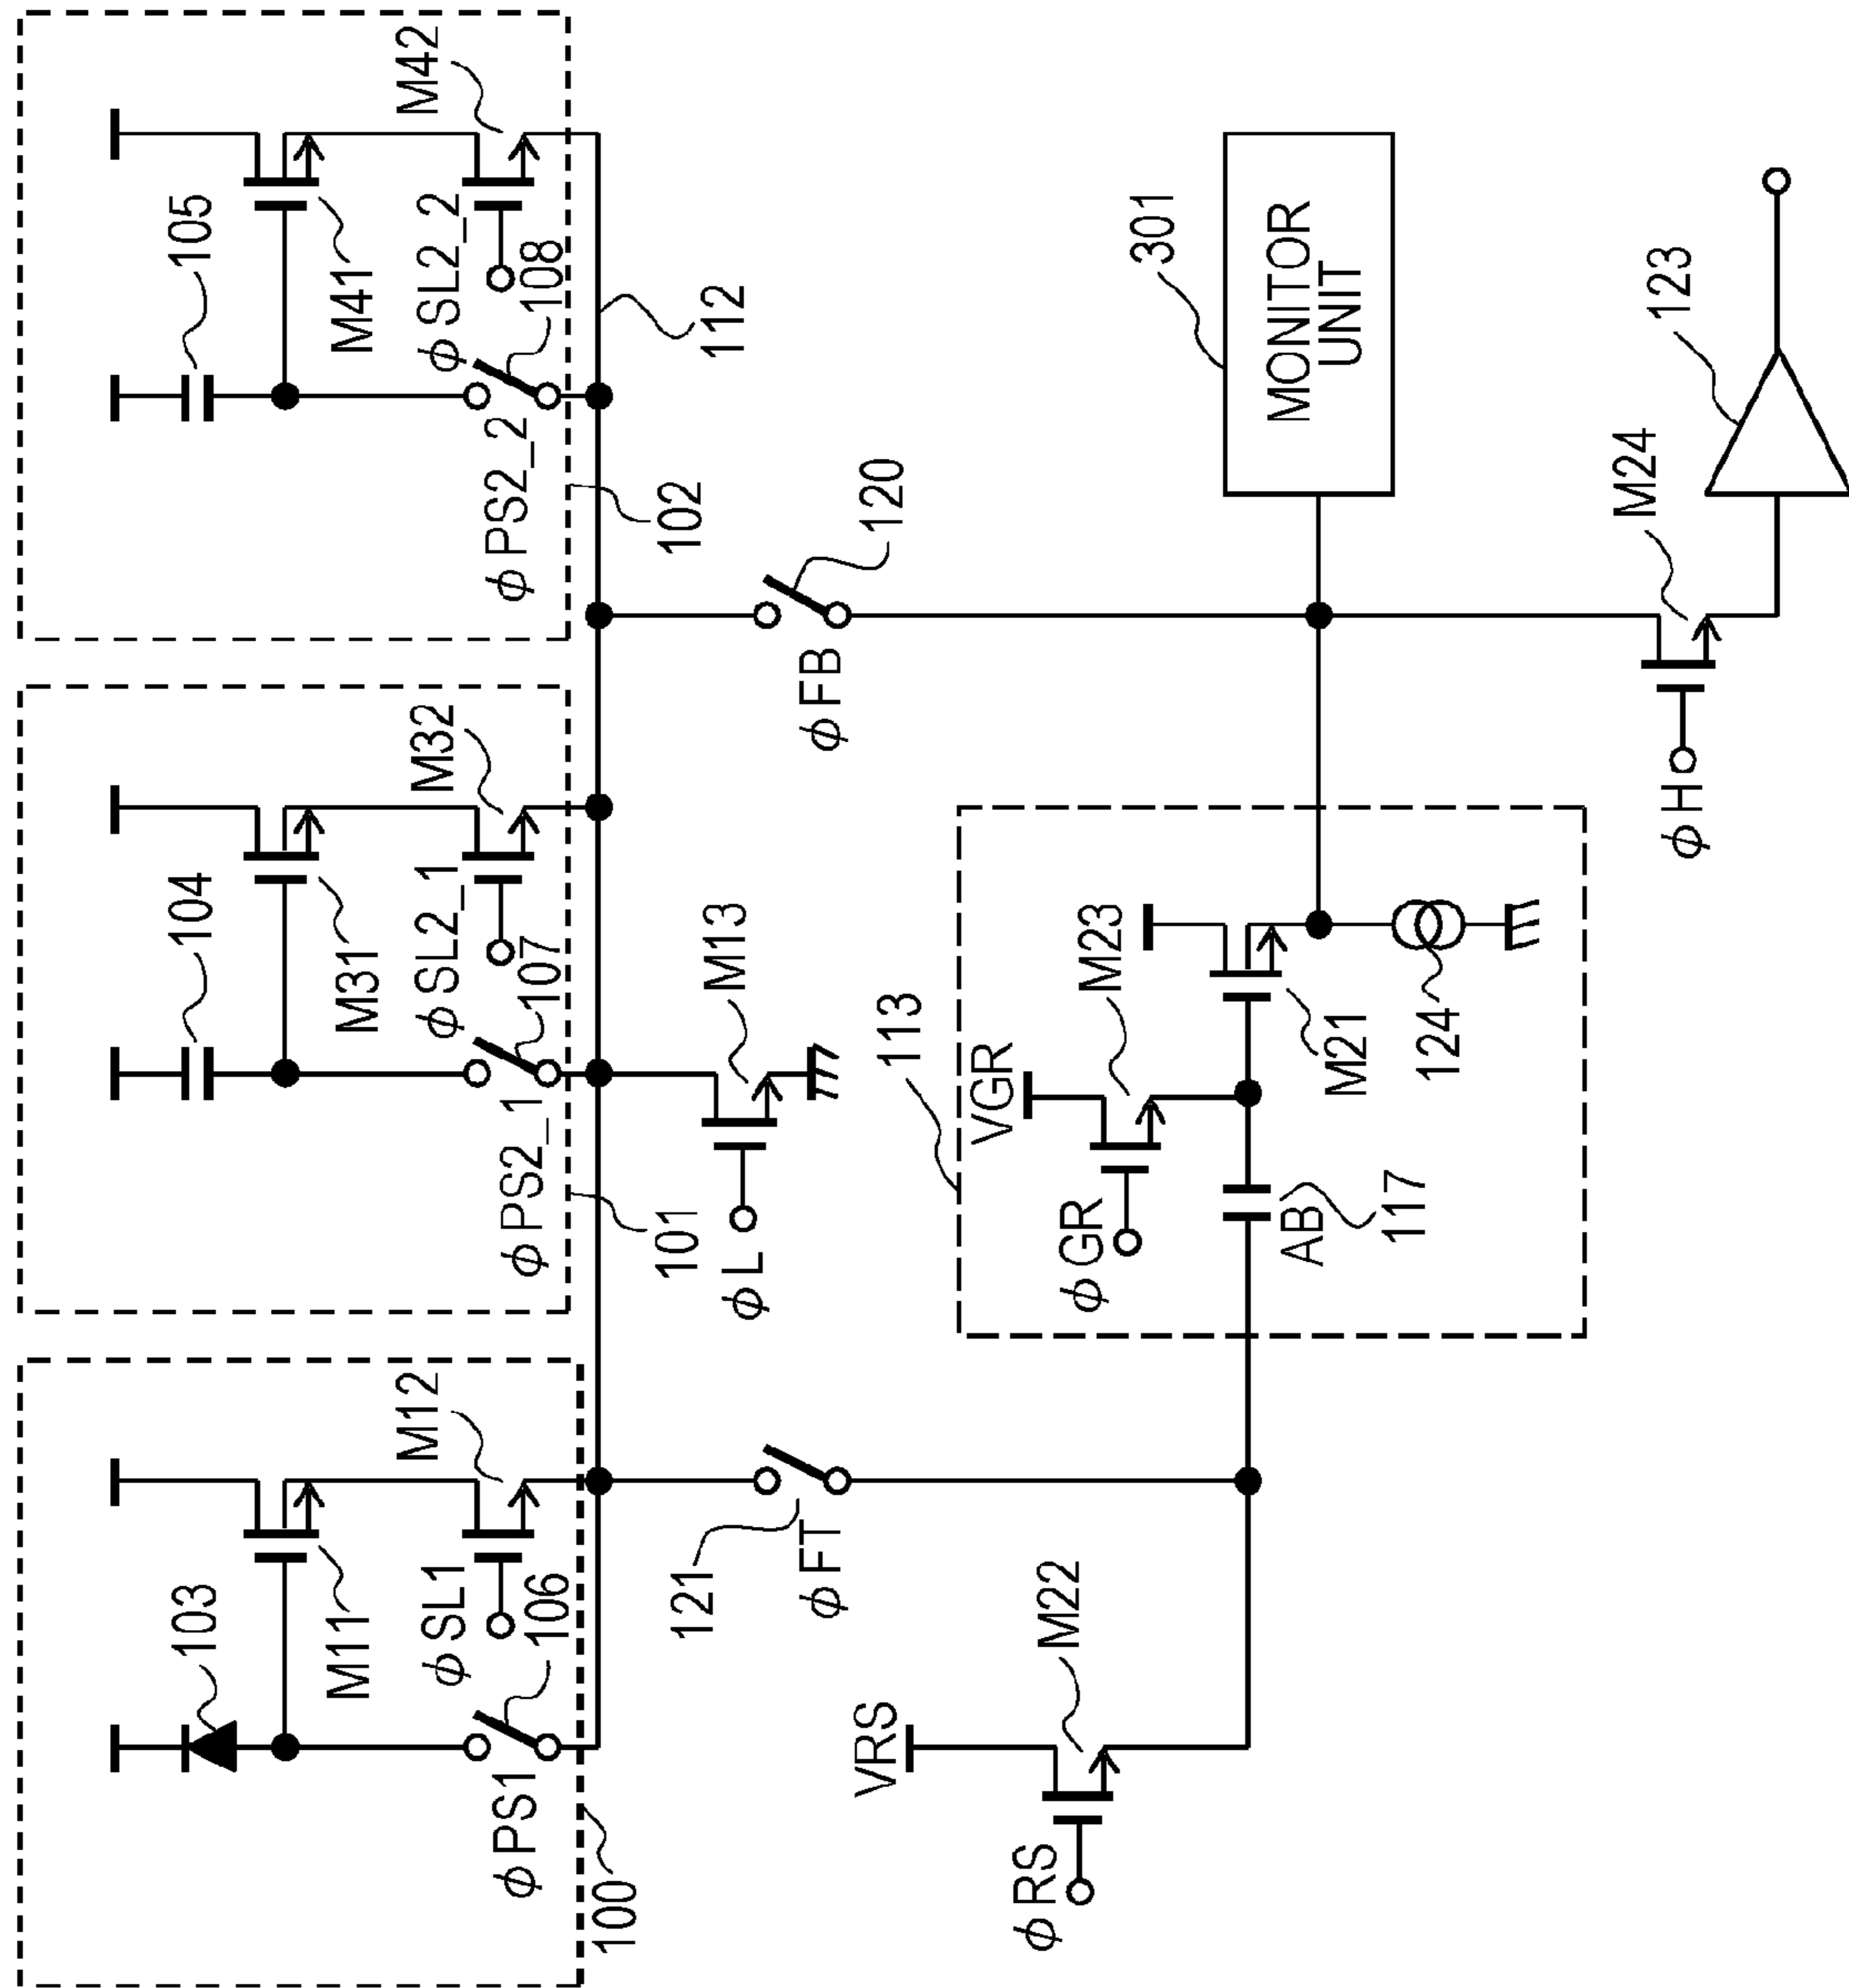 103
M11
φSL1
M12
106
φPS1
100
104
M31
φSL2_1
M32
107
φPS2_1
101
105
M41
φSL2_2
M42
108
φPS2_2
102
112
121
φFT
φL
M13
φFB
120
VRS
M22
φRS
113
VGR
M23
φGR
AB
117
M21
124
301
MONITOR
UNIT
M24
φH
123